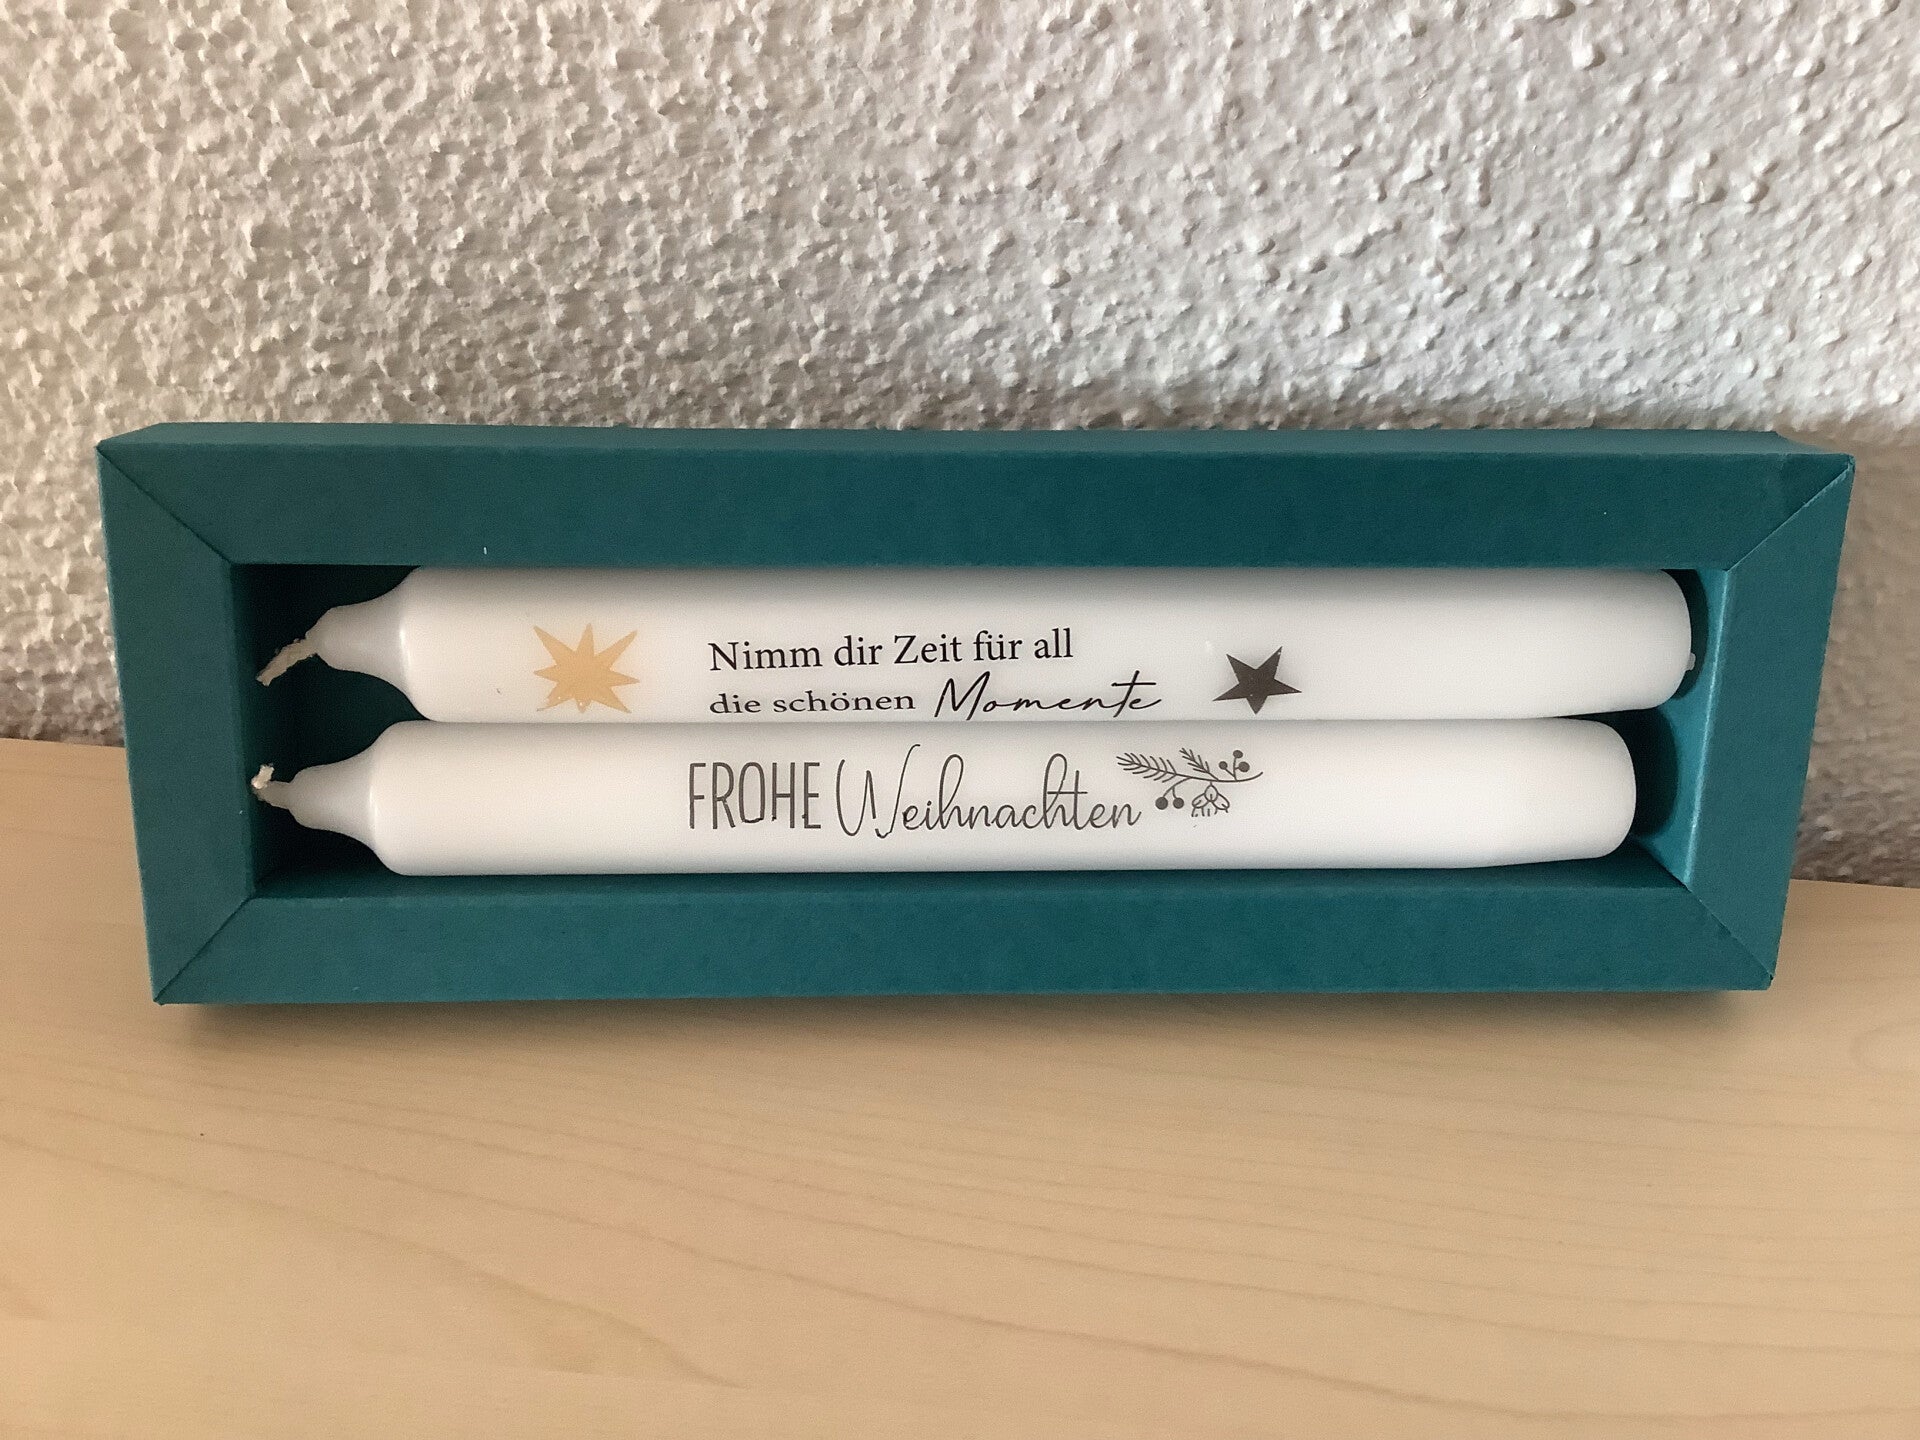 Nimm dir Zeit für all
die schönen Momente
FROHE Weihnachten